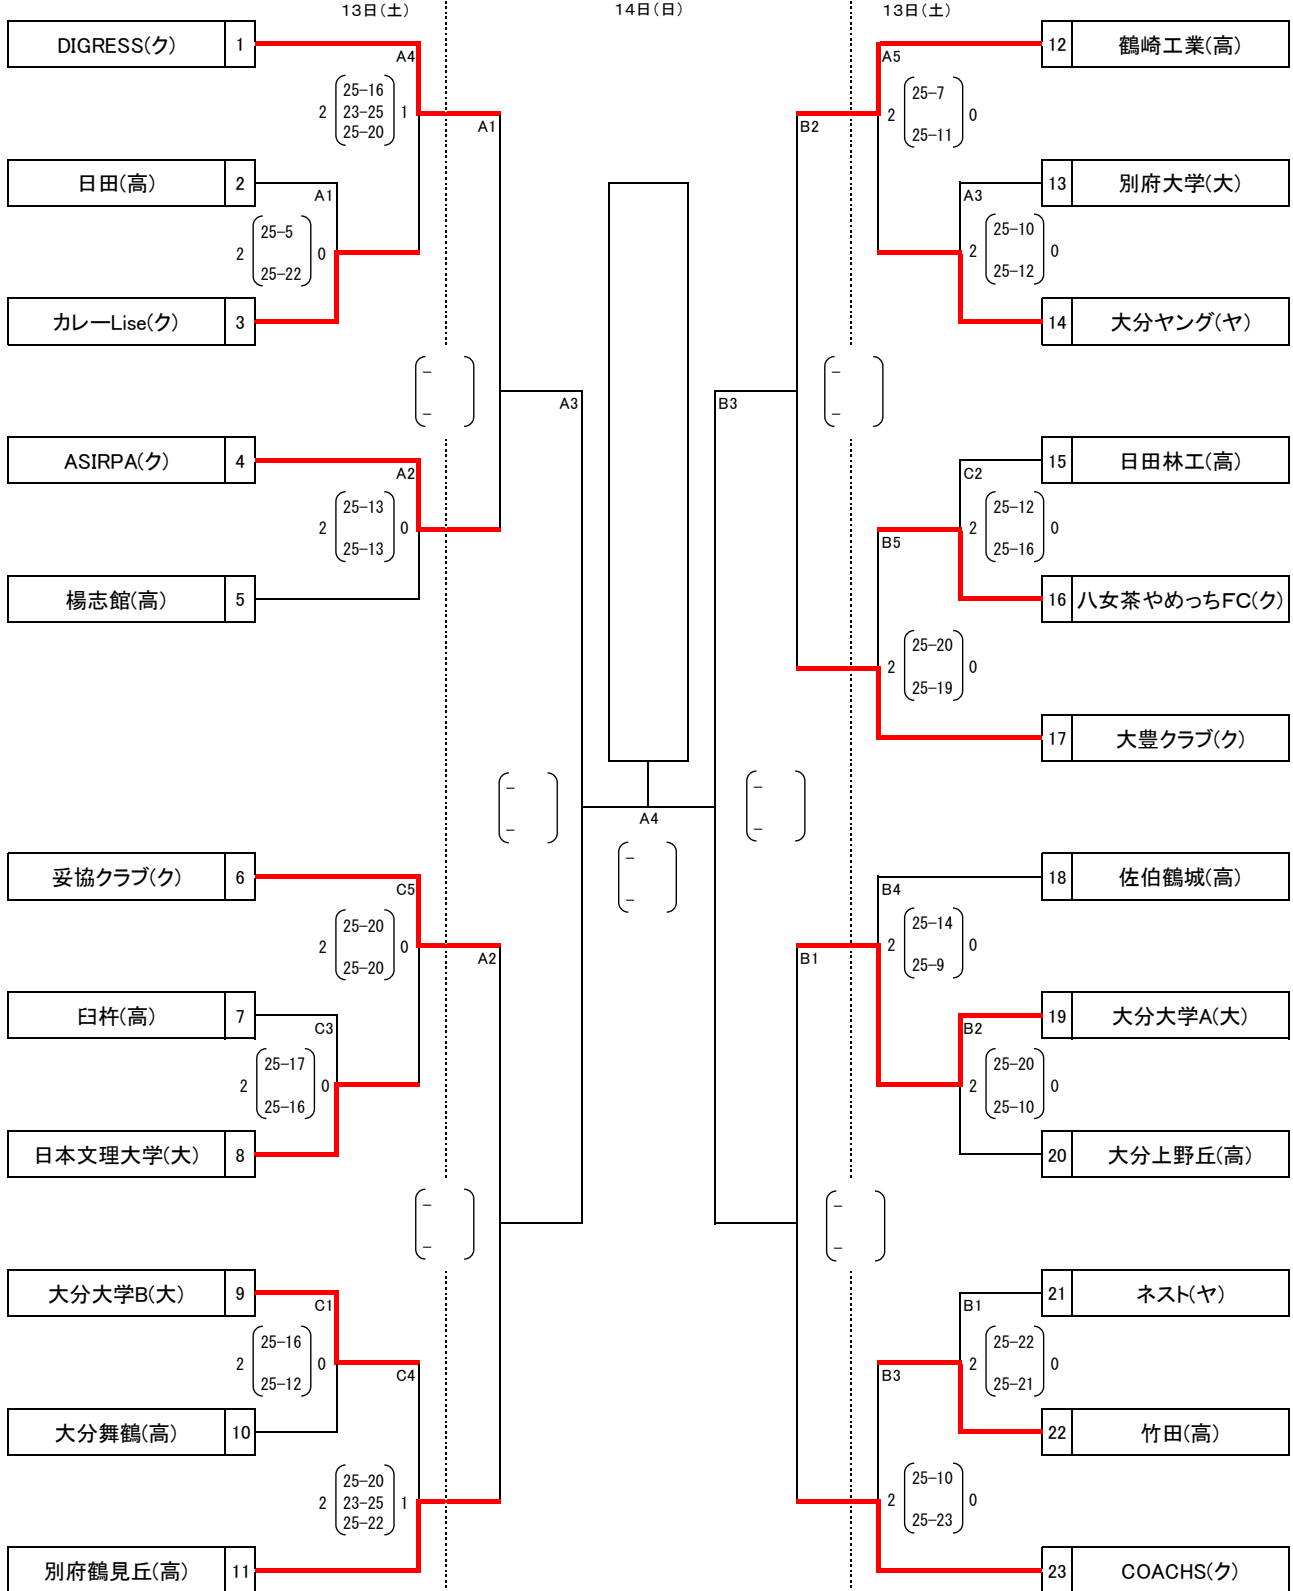 13日(土) 14日(日) 13日(土)
DIGRESS(ク) 1
A4
25-16
2 23-25 1
25-20
A1
日田(高) 2
A1
25-5
2 0
25-22
カレーLise(ク) 3
- 
-
A3
ASIRPA(ク) 4
A2
25-13
2 0
25-13
楊志館(高) 5
-
-
妥協クラブ(ク) 6
C5
25-20
2 0
25-20
A2
臼杵(高) 7
C3
25-17
2 0
25-16
日本文理大学(大) 8
-
-
大分大学B(大) 9
C1
25-16
2 0
25-12
C4
大分舞鶴(高) 10
25-20
2 23-25 1
25-22
別府鶴見丘(高) 11
A4
-
-
12 鶴崎工業(高)
A5
25-7
2 0
25-11
B2
13 別府大学(大)
A3
25-10
2 0
25-12
14 大分ヤング(ヤ)
-
-
B3
15 日田林工(高)
C2
25-12
2 0
25-16
B5
16 八女茶やめっちFC(ク)
25-20
2 0
25-19
17 大豊クラブ(ク)
-
-
18 佐伯鶴城(高)
B4
25-14
2 0
25-9
B1
19 大分大学A(大)
B2
25-20
2 0
25-10
20 大分上野丘(高)
-
-
21 ネスト(ヤ)
B1
25-22
2 0
25-21
B3
22 竹田(高)
25-10
2 0
25-23
23 COACHS(ク)